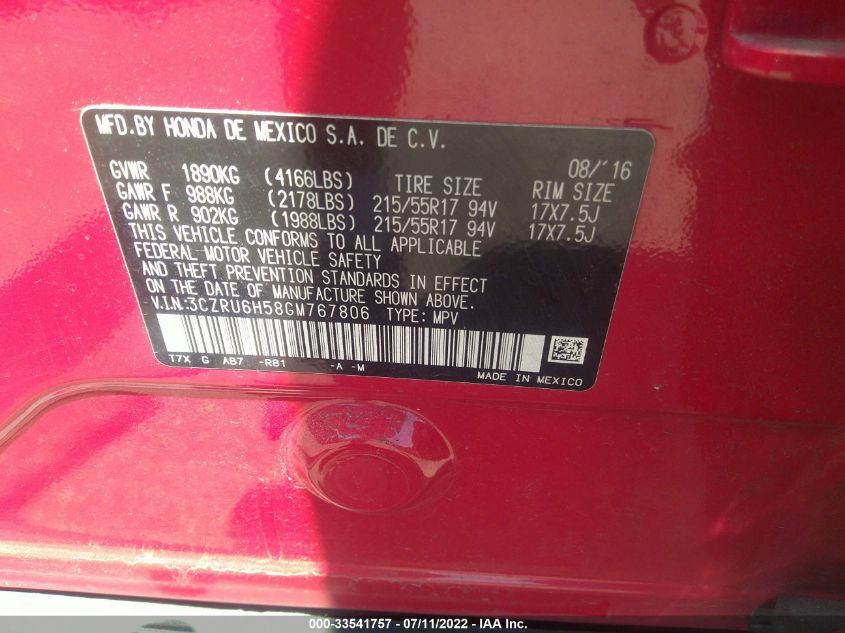 MFD.BY HONDA DE MEXICO S.A. DE C.V.
08/'16
GVWR 1890KG (4166LBS) TIRE SIZE RIM SIZE
GAWR F 988KG (2178LBS) 215/55R17 94V 17X7.5J
GAWR R 902KG (1988LBS) 215/55R17 94V 17X7.5J
THIS VEHICLE CONFORMS TO ALL APPLICABLE
FEDERAL MOTOR VEHICLE SAFETY
AND THEFT PREVENTION STANDARDS IN EFFECT
ON THE DATE OF MANUFACTURE SHOWN ABOVE.
V.I.N:3CZRU6H58GM767806 TYPE: MPV
T7X G AB7 -R81 -A -M
MADE IN MEXICO
000-33541757 - 07/11/2022 - IAAI.COM